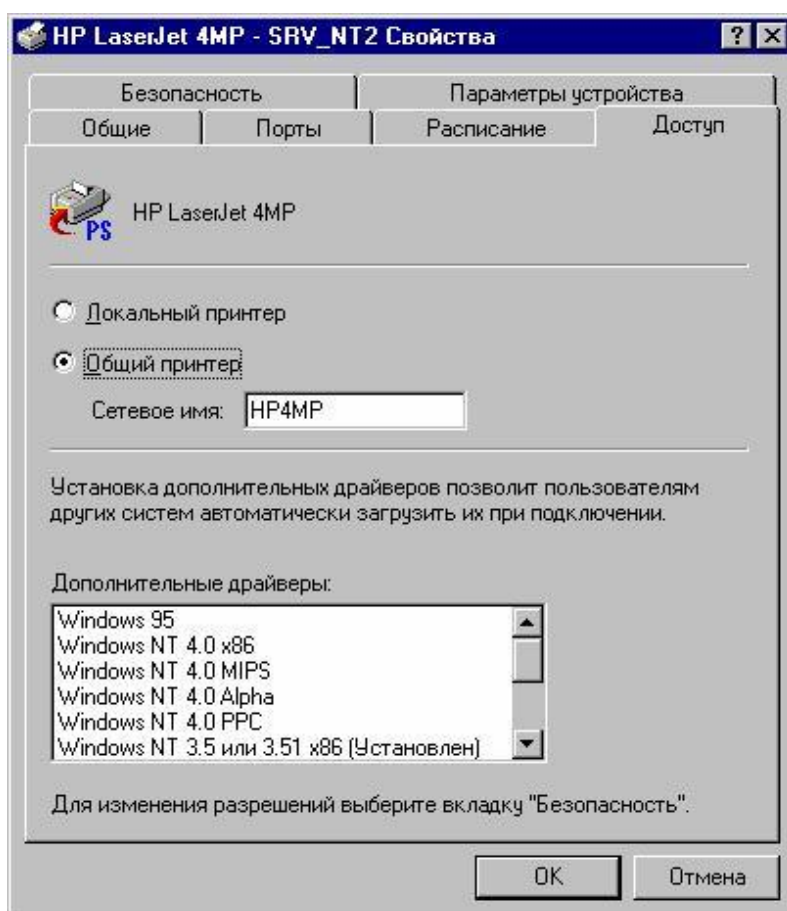 HP LaserJet 4MP - SRV_NT2 Свойства
Безопасность
Параметры устройства
Общие
Порты
Расписание
Доступ
PS
HP LaserJet 4MP
Локальный принтер
Общий принтер
Сетевое имя: HP4MP
Установка дополнительных драйверов позволит пользователям
других систем автоматически загрузить их при подключении.
Дополнительные драйверы:
Windows 95
Windows NT 4.0 x86
Windows NT 4.0 MIPS
Windows NT 4.0 Alpha
Windows NT 4.0 PPC
Windows NT 3.5 или 3.51 x86 (Установлен)
Для изменения разрешений выберите вкладку "Безопасность".
OK
Отмена